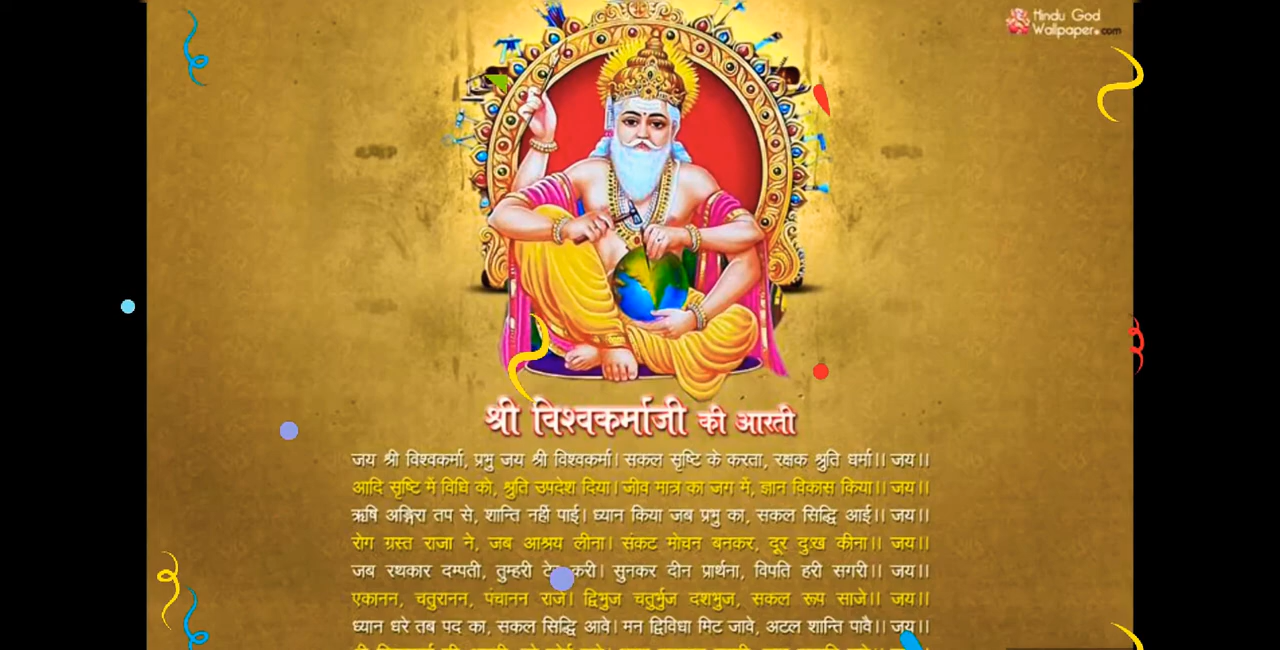 Hindu God
Wallpaper.com
श्री विश्वकर्माजी की आरती
जय श्री विश्वकर्मा, प्रभु जय श्री विश्वकर्मा। सकल सृष्टि के करता, रक्षक श्रुति धर्मा।। जय।।
आदि सृष्टि में विधि को, श्रुति उपदेश दिया। जीव मात्र का जग में, ज्ञान विकास किया।। जय।।
ऋषि अङ्गिरा तप से, शान्ति नहीं पाई। ध्यान किया जब प्रभु का, सकल सिद्धि आई।। जय।।
रोग ग्रस्त राजा ने, जब आश्रय लीना। संकट मोचन बनकर, दूर दुःख कीना।। जय।।
जब रथकार दम्पती, तुम्हरी करी। सुनकर दीन प्रार्थना, विपति हरी सगरी।। जय।।
एकानन, चतुरानन, पंचानन राजे। द्विभुज चतुर्भुज दशभुज, सकल रूप साजे।। जय।।
ध्यान धरे तब पद का, सकल सिद्धि आवे। मन द्विविधा मिट जावे, अटल शान्ति पावै।। जय।।